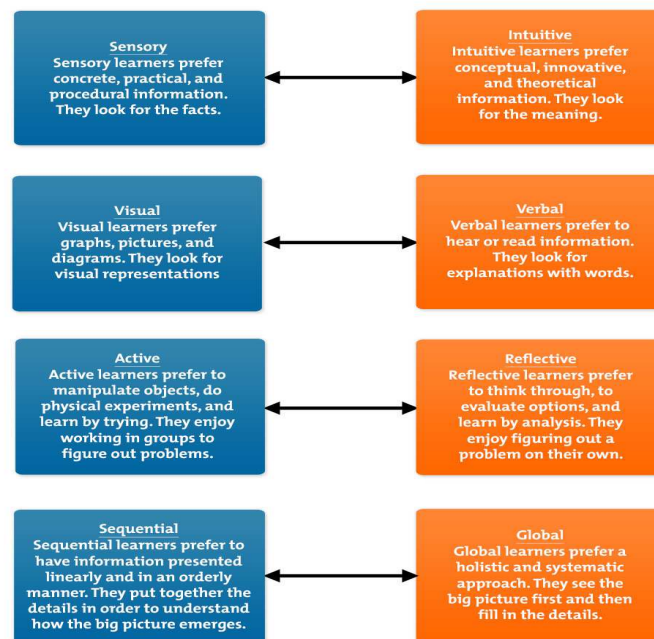 Sensory
Sensory learners prefer
concrete, practical, and
procedural information.
They look for the facts.
Intuitive
Intuitive learners prefer
conceptual, innovative,
and theoretical
information. They look
for the meaning.
Visual
Visual learners prefer
graphs, pictures, and
diagrams. They look for
visual representations
Verbal
Verbal learners prefer to
hear or read information.
They look for
explanations with words.
Active
Active learners prefer to
manipulate objects, do
physical experiments, and
learn by trying. They enjoy
working in groups to
figure out problems.
Reflective
Reflective learners prefer
to think through, to
evaluate options, and
learn by analysis. They
enjoy figuring out a
problem on their own.
Sequential
Sequential learners prefer to
have information presented
linearly and in an orderly
manner. They put together the
details in order to understand
how the big picture emerges.
Global
Global learners prefer a
holistic and systematic
approach. They see the
big picture first and then
fill in the details.